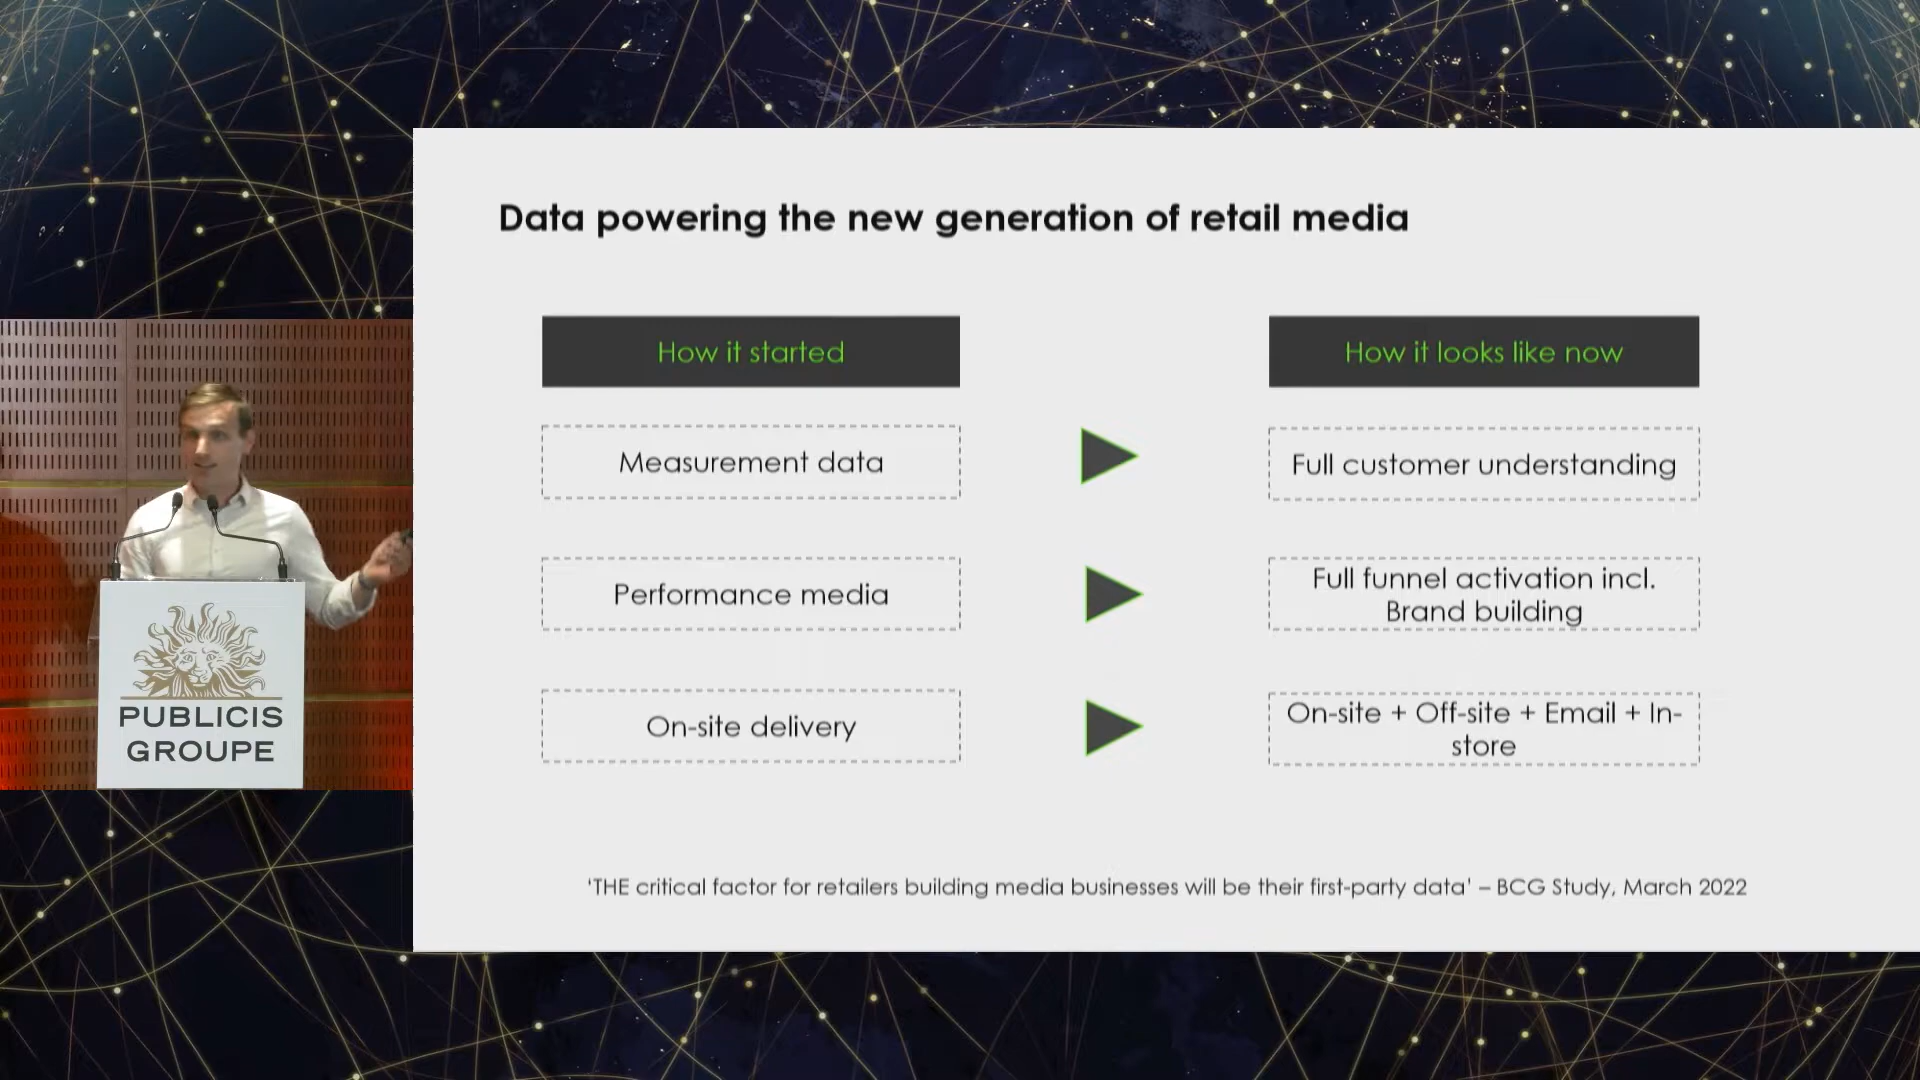 Data powering the new generation of retail media
How it started
How it looks like now
Measurement data
Full customer understanding
Performance media
Full funnel activation incl.
Brand building
On-site delivery
On-site + Off-site + Email + In-
store
‘THE critical factor for retailers building media businesses will be their first-party data’ – BCG Study, March 2022
PUBLICIS
GROUPE